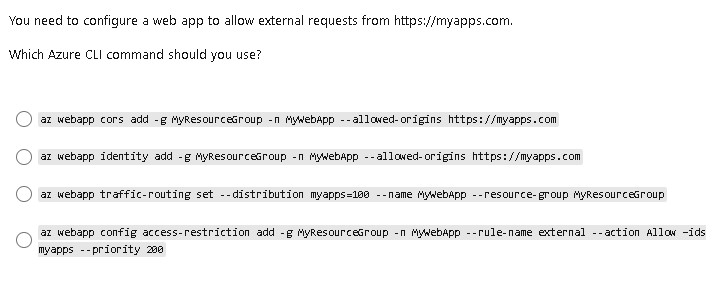 You need to configure a web app to allow external requests from https://myapps.com.
Which Azure CLI command should you use?
az webapp cors add -g MyResourceGroup -n MyWebApp --allowed-origins https://myapps.com
az webapp identity add -g MyResourceGroup -n MyWebApp --allowed-origins https://myapps.com
az webapp traffic-routing set --distribution myapps=100 --name MyWebApp --resource-group MyResourceGroup
az webapp config access-restriction add -g MyResourceGroup -n MyWebApp --rule-name external --action Allow –ids
myapps --priority 200